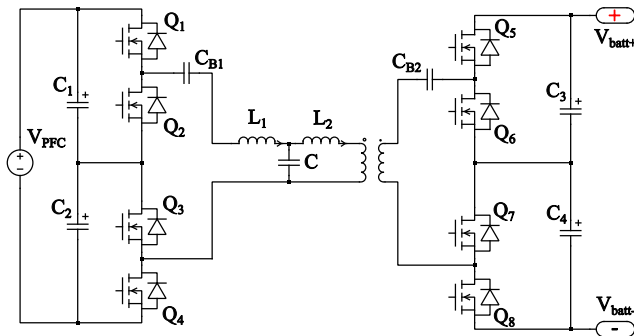 Q1
Q5
+
Vbatt+
CB1
CB2
C1
+
C3
+
Q2
Q6
L1
L2
VPFC
+
-
C
C2
+
Q3
Q7
C4
+
Q4
Q8
Vbatt-
-